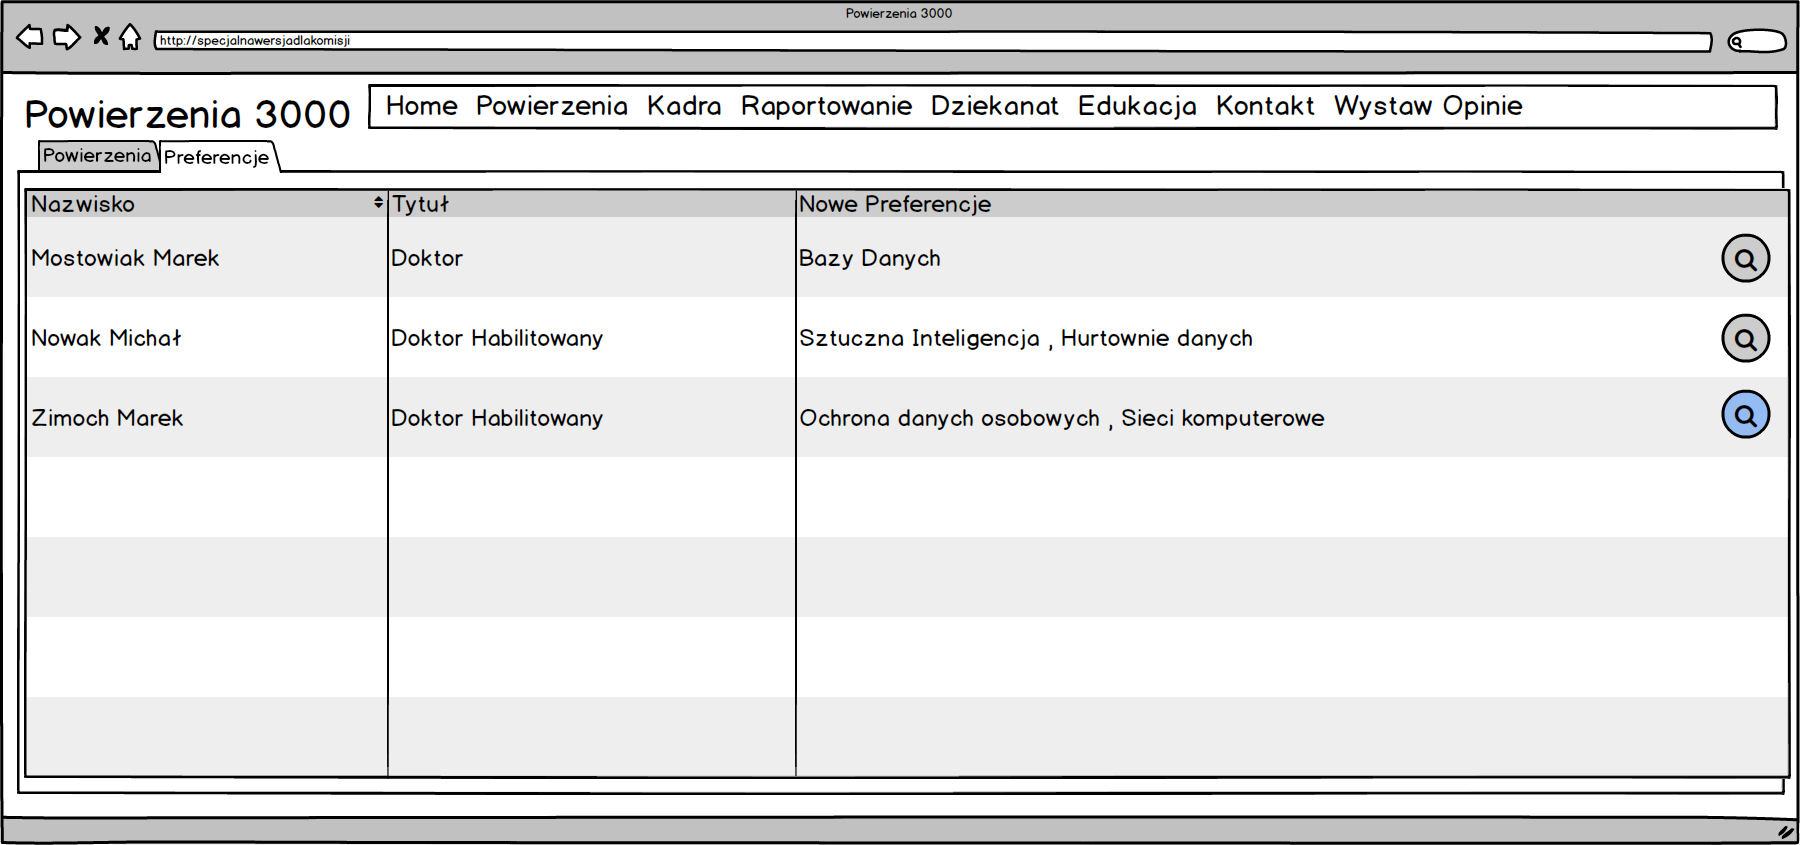 Powierzenia 3000
http://specjalnawersjadlakomisji
Powierzenia 3000
Home Powierzenia Kadra Raportowanie Dziekanat Edukacja Kontakt Wystaw Opinie
Powierzenia Preferencje
Nazwisko Tytuł Nowe Preferencje
Mostowiak Marek Doktor Bazy Danych
Nowak Michał Doktor Habilitowany Sztuczna Inteligencja , Hurtownie danych
Zimoch Marek Doktor Habilitowany Ochrona danych osobowych , Sieci komputerowe